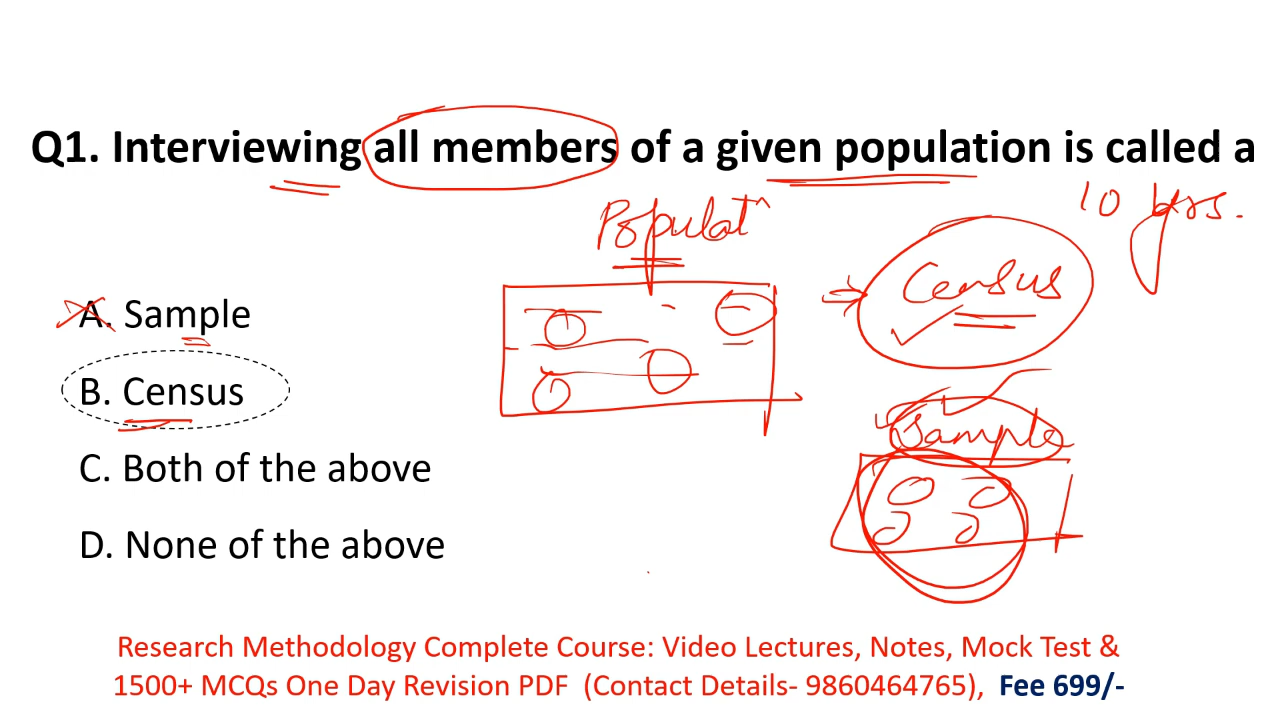 Q1. Interviewing all members of a given population is called a
10 yrs.
Populatⁿ
Census
A. Sample
B. Census
Sample
C. Both of the above
D. None of the above
Research Methodology Complete Course: Video Lectures, Notes, Mock Test &
1500+ MCQs One Day Revision PDF (Contact Details- 9860464765), Fee 699/-